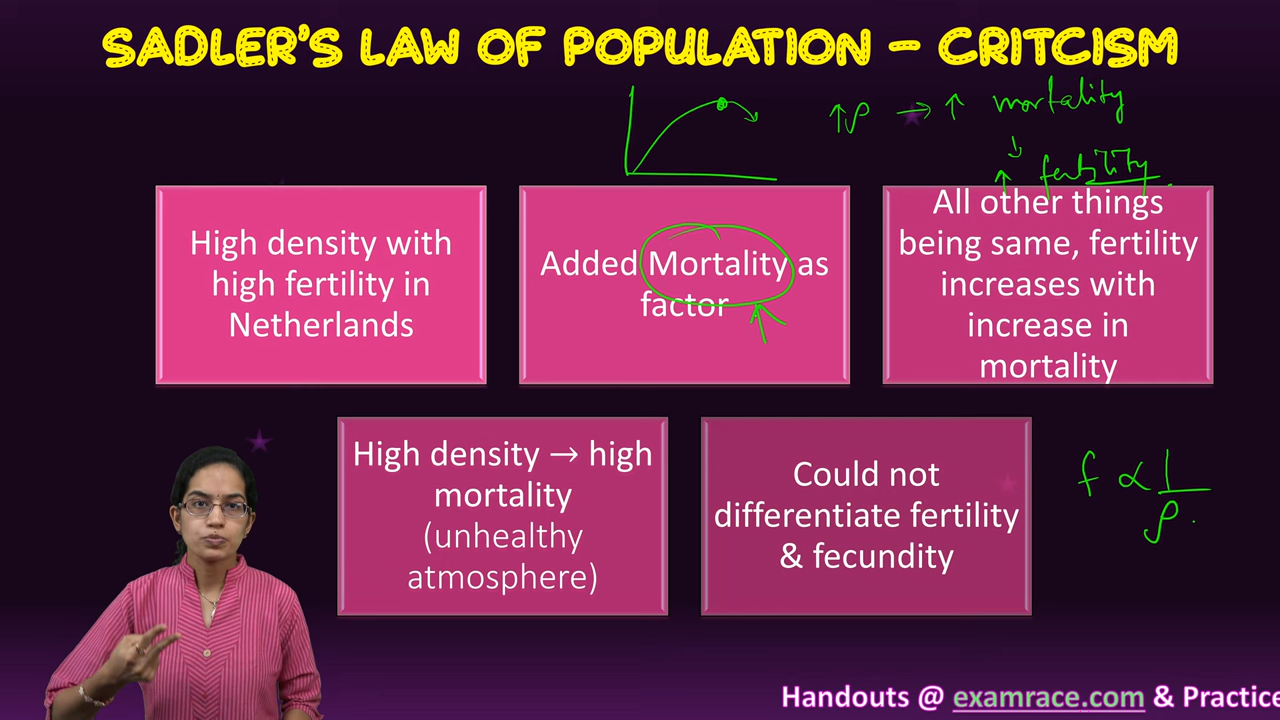 SADLER'S LAW OF POPULATION – CRITCISM
↑ρ → ↑ mortality
↓
↑ fertility
High density with
high fertility in
Netherlands
Added Mortality as
factor
All other things
being same, fertility
increases with
increase in
mortality
High density → high
mortality
(unhealthy
atmosphere)
Could not
differentiate fertility
& fecundity
f ∝ 1/ρ
Handouts @ examrace.com & Practice